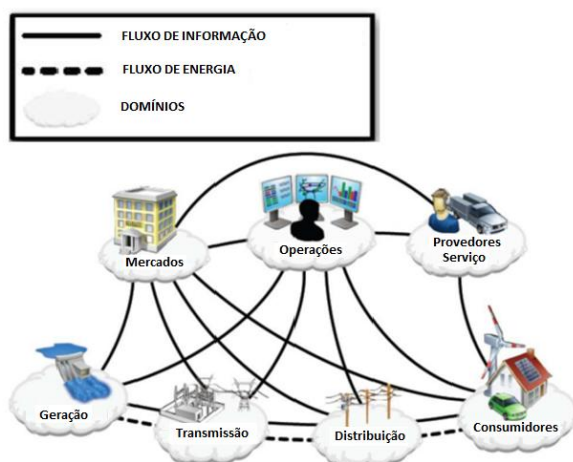 FLUXO DE INFORMAÇÃO
FLUXO DE ENERGIA
DOMÍNIOS
Mercados
Operações
Provedores
Serviço
Geração
Transmissão
Distribuição
Consumidores